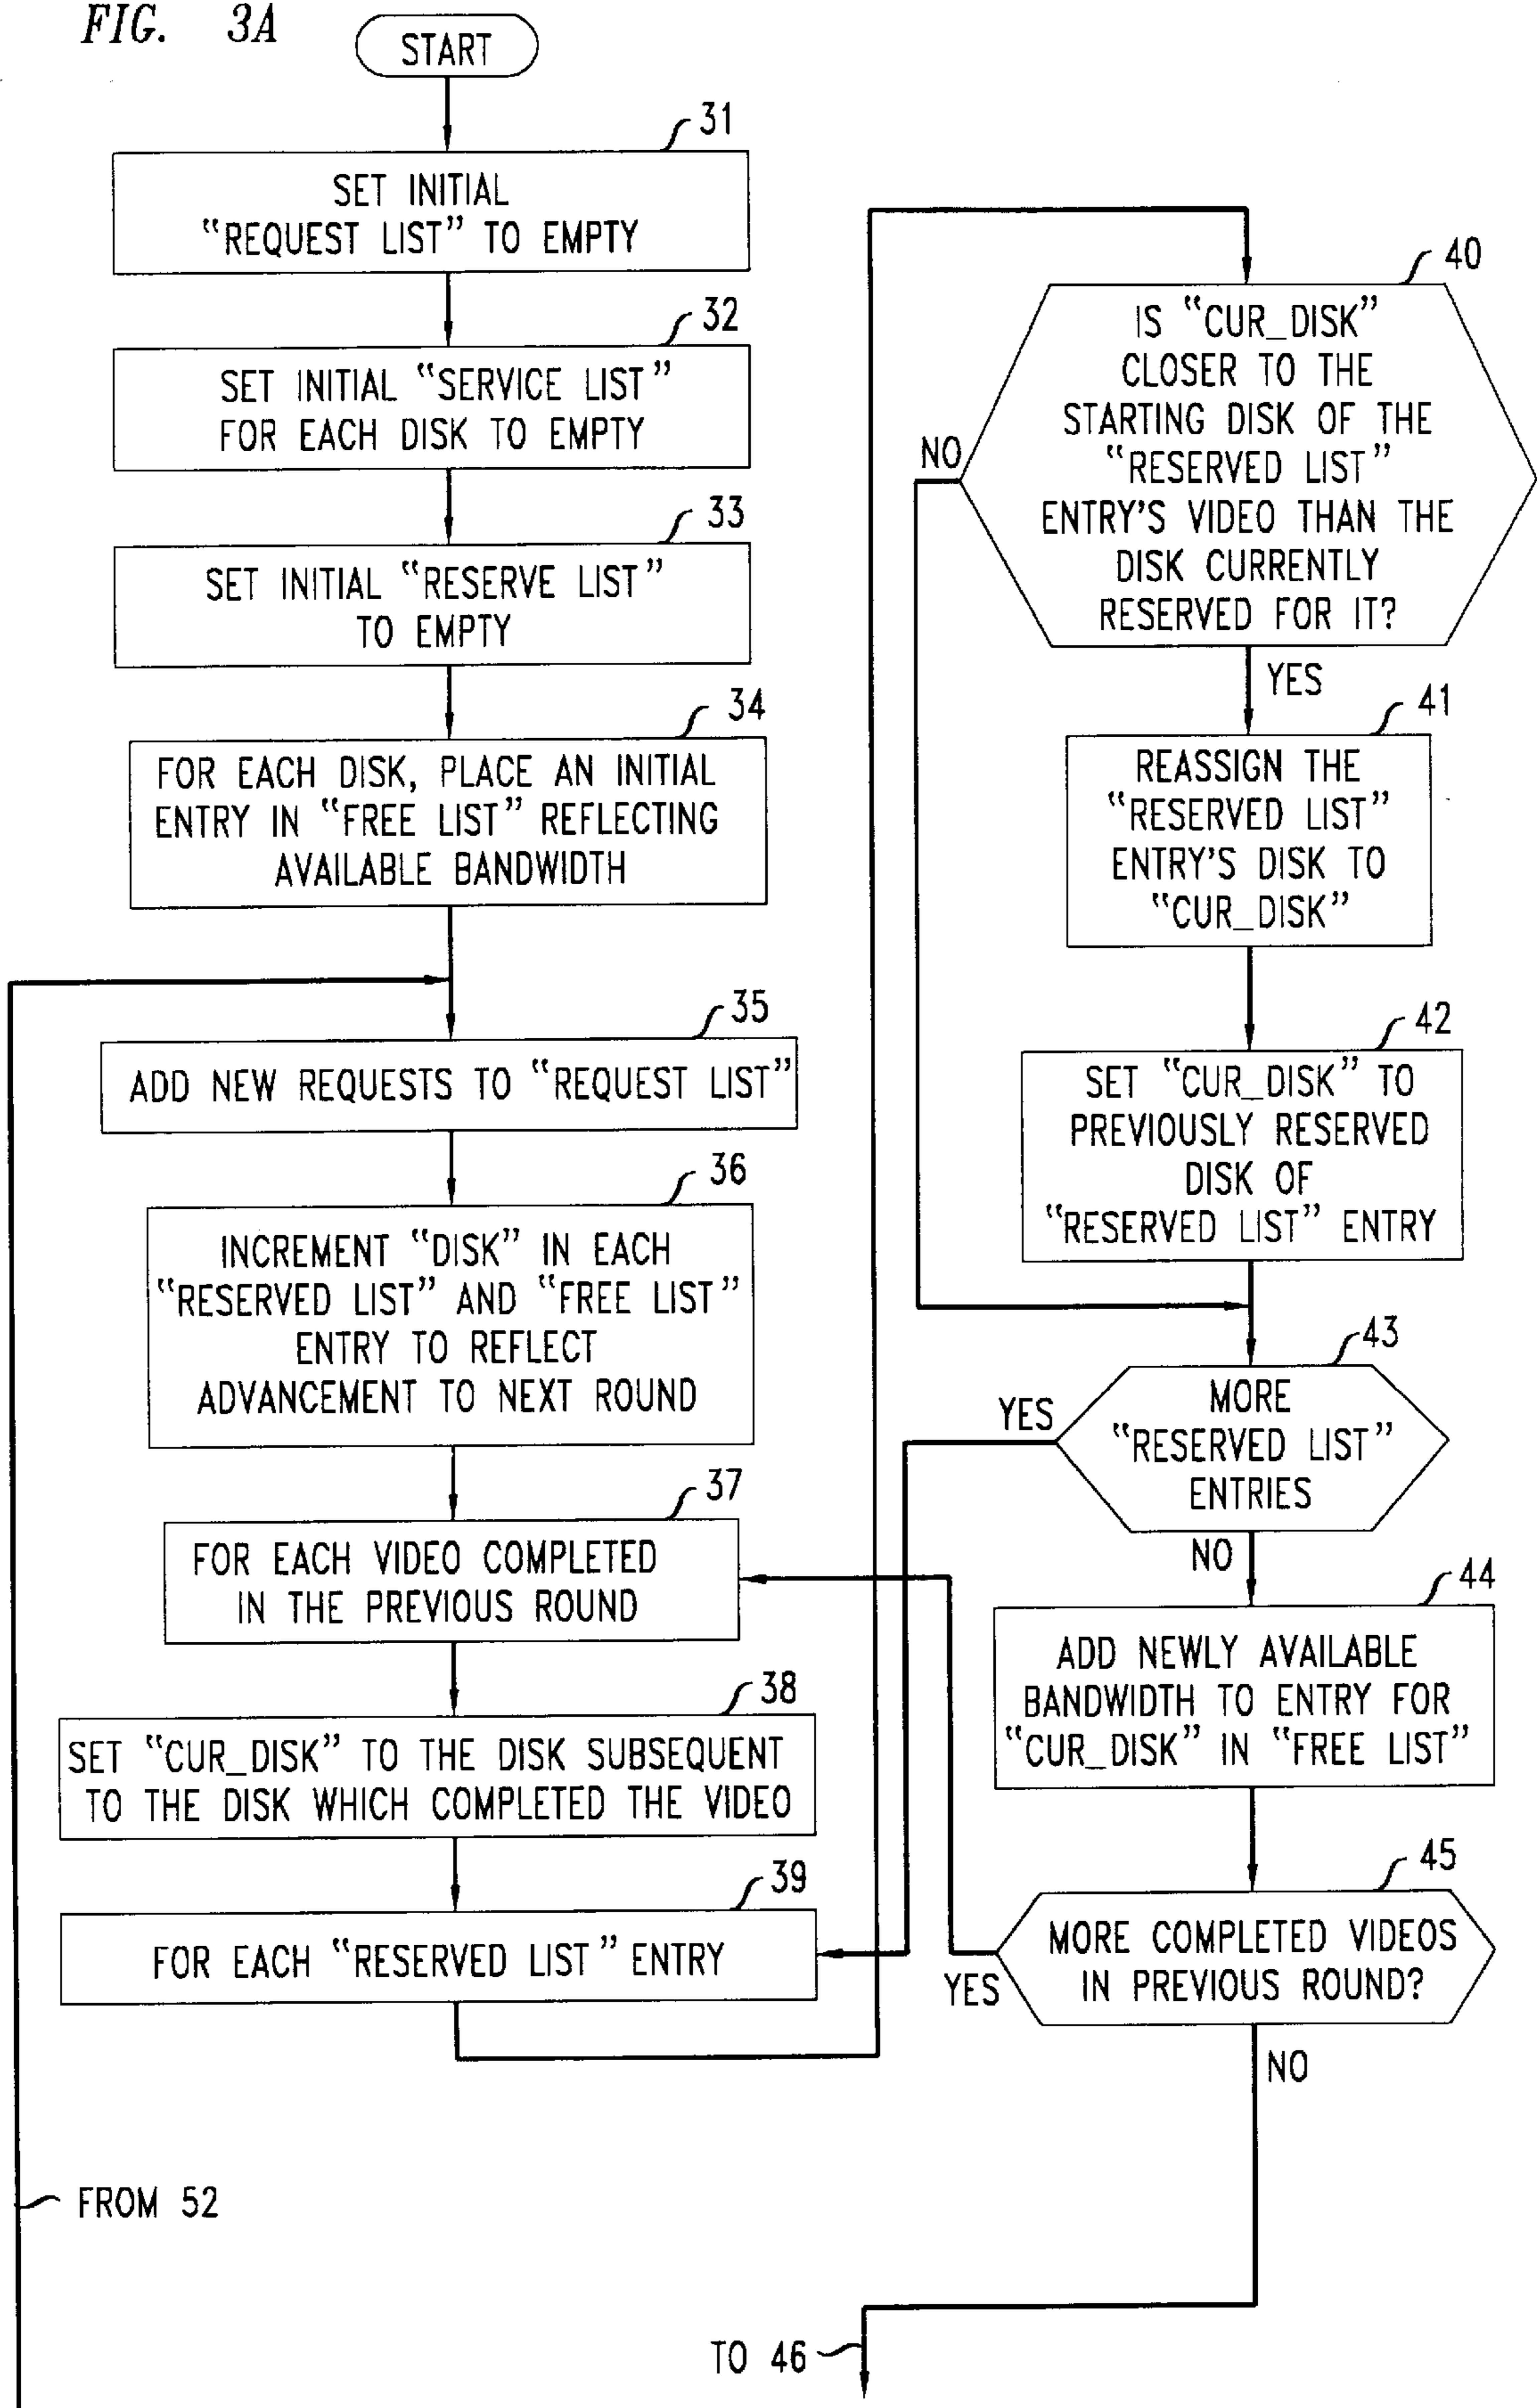 FIG. 3A
START
31
SET INITIAL
“REQUEST LIST” TO EMPTY
32
SET INITIAL “SERVICE LIST”
FOR EACH DISK TO EMPTY
33
SET INITIAL “RESERVE LIST”
TO EMPTY
34
FOR EACH DISK, PLACE AN INITIAL
ENTRY IN “FREE LIST” REFLECTING
AVAILABLE BANDWIDTH
35
ADD NEW REQUESTS TO “REQUEST LIST”
36
INCREMENT “DISK” IN EACH
“RESERVED LIST” AND “FREE LIST”
ENTRY TO REFLECT
ADVANCEMENT TO NEXT ROUND
37
FOR EACH VIDEO COMPLETED
IN THE PREVIOUS ROUND
38
SET “CUR_DISK” TO THE DISK SUBSEQUENT
TO THE DISK WHICH COMPLETED THE VIDEO
39
FOR EACH “RESERVED LIST” ENTRY
FROM 52
40
IS “CUR_DISK”
CLOSER TO THE
STARTING DISK OF THE
“RESERVED LIST”
ENTRY'S VIDEO THAN THE
DISK CURRENTLY
RESERVED FOR IT?
NO
YES
41
REASSIGN THE
“RESERVED LIST”
ENTRY'S DISK TO
“CUR_DISK”
42
SET “CUR_DISK” TO
PREVIOUSLY RESERVED
DISK OF
“RESERVED LIST” ENTRY
43
MORE
“RESERVED LIST”
ENTRIES
YES
NO
44
ADD NEWLY AVAILABLE
BANDWIDTH TO ENTRY FOR
“CUR_DISK” IN “FREE LIST”
45
MORE COMPLETED VIDEOS
IN PREVIOUS ROUND?
YES
NO
TO 46